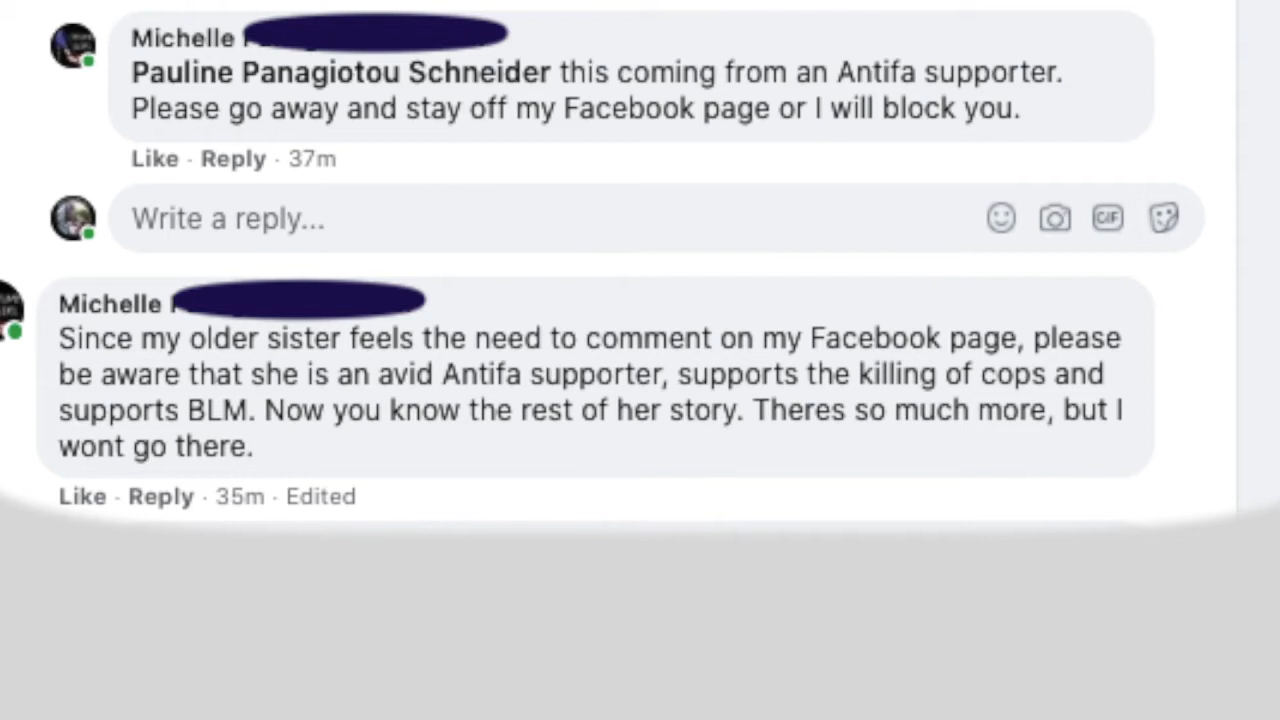 Michelle
Pauline Panagiotou Schneider this coming from an Antifa supporter.
Please go away and stay off my Facebook page or I will block you.
Like · Reply · 37m
Write a reply...
GIF
Michelle
Since my older sister feels the need to comment on my Facebook page, please
be aware that she is an avid Antifa supporter, supports the killing of cops and
supports BLM. Now you know the rest of her story. Theres so much more, but I
wont go there.
Like · Reply · 35m · Edited